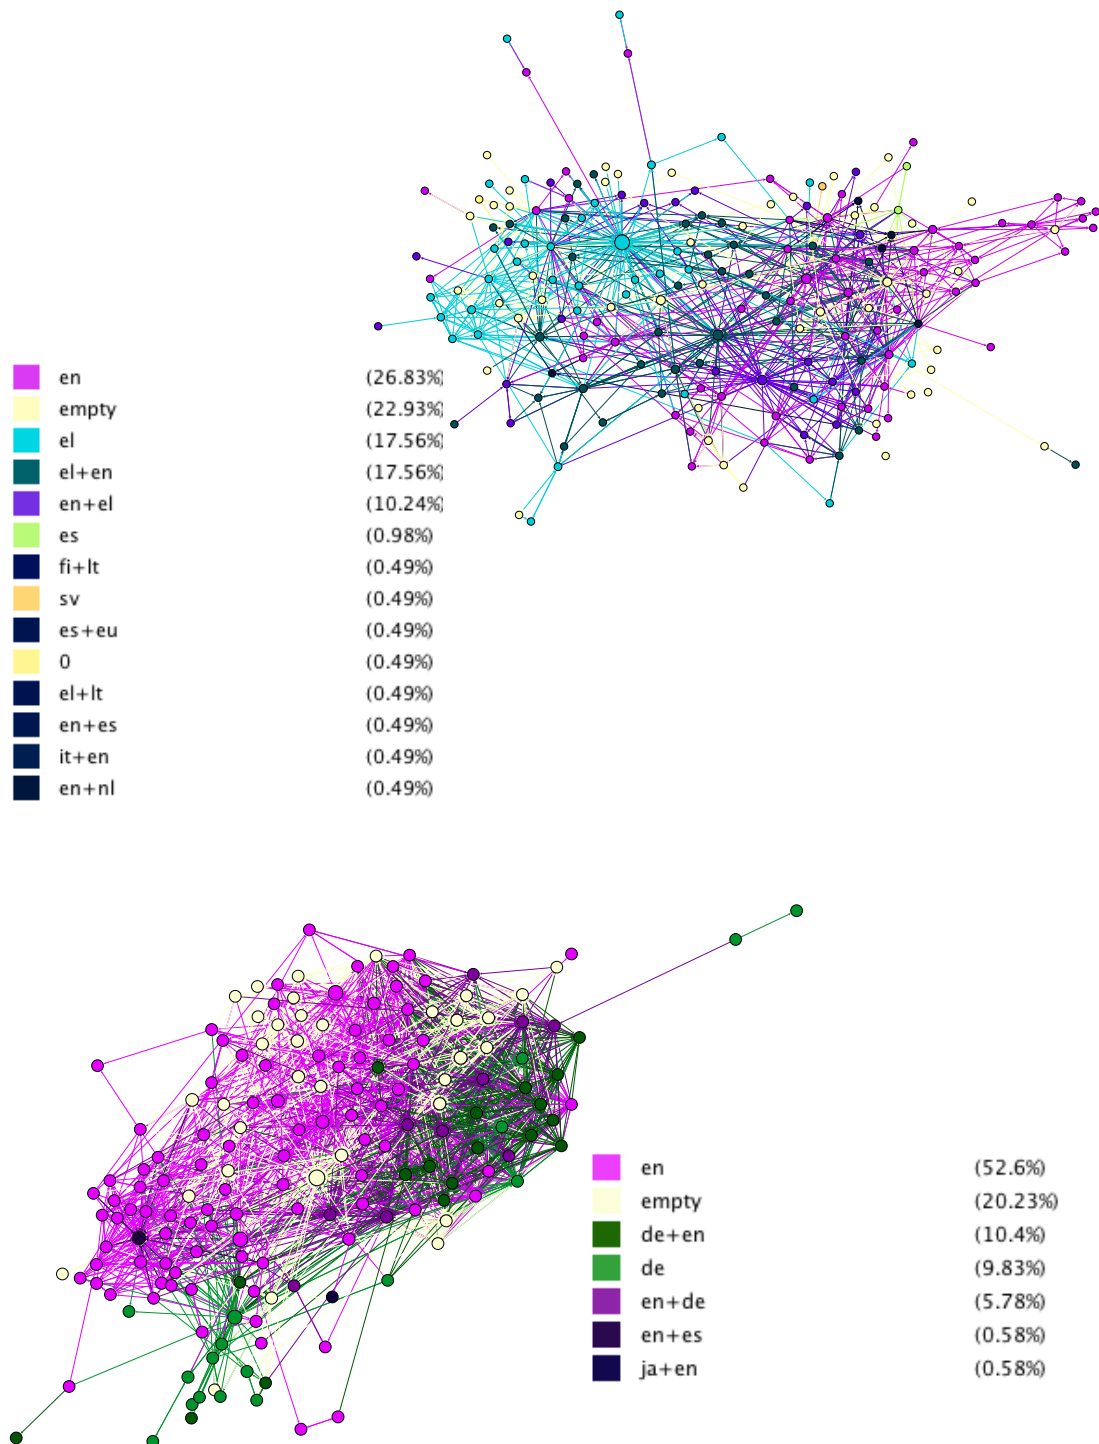 en (26.83%)
empty (22.93%)
el (17.56%)
el+en (17.56%)
en+el (10.24%)
es (0.98%)
fi+lt (0.49%)
sv (0.49%)
es+eu (0.49%)
0 (0.49%)
el+lt (0.49%)
en+es (0.49%)
it+en (0.49%)
en+nl (0.49%)
en (52.6%)
empty (20.23%)
de+en (10.4%)
de (9.83%)
en+de (5.78%)
en+es (0.58%)
ja+en (0.58%)